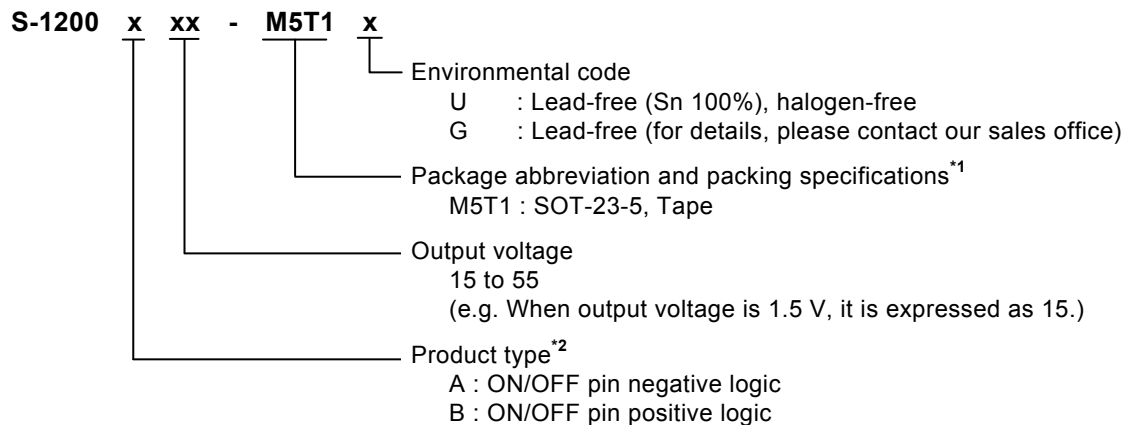 S-1200 x xx - M5T1 x
Environmental code
U : Lead-free (Sn 100%), halogen-free
G : Lead-free (for details, please contact our sales office)
Package abbreviation and packing specifications*1
M5T1 : SOT-23-5, Tape
Output voltage
15 to 55
(e.g. When output voltage is 1.5 V, it is expressed as 15.)
Product type*2
A : ON/OFF pin negative logic
B : ON/OFF pin positive logic